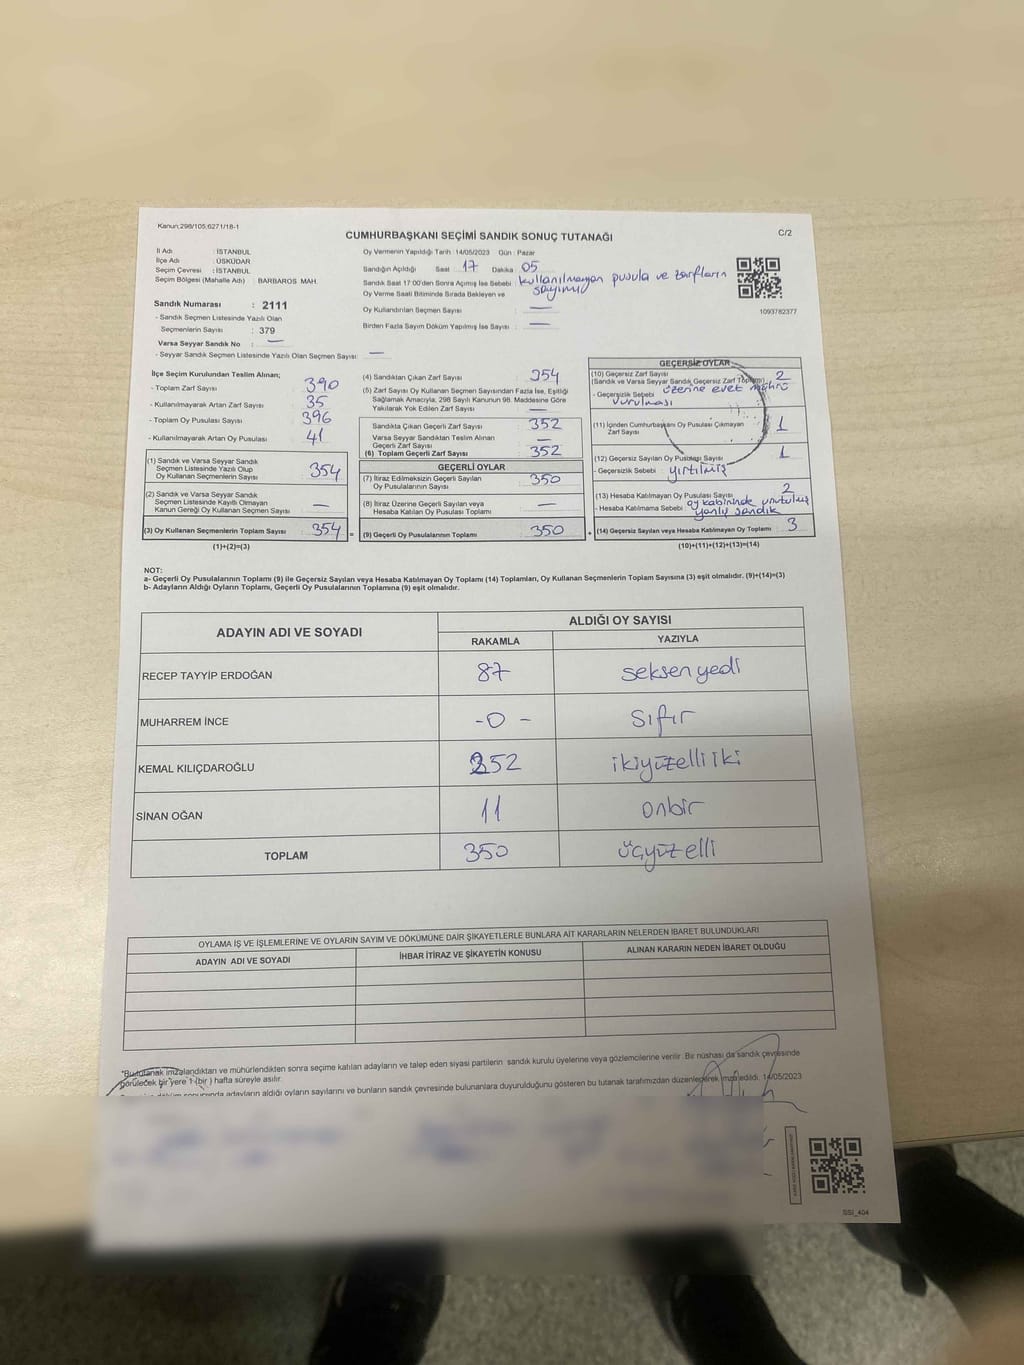 Kanun;298/105;6271/18-1
CUMHURBAŞKANI SEÇİMİ SANDIK SONUÇ TUTANAĞI
C/2
İl Adı : İSTANBUL
İlçe Adı : ÜSKÜDAR
Seçim Çevresi : İSTANBUL
Seçim Bölgesi (Mahalle Adı) : BARBAROS MAH.
Sandık Numarası : 2111
- Sandık Seçmen Listesinde Yazılı Olan
Seçmenlerin Sayısı : 379
Varsa Seyyar Sandık No : —
- Seyyar Sandık Seçmen Listesinde Yazılı Olan Seçmen Sayısı: —
Oy Vermenin Yapıldığı Tarih :14/05/2023 Gün : Pazar
Sandığın Açıldığı Saat : 17 Dakika : 05
Sandık Saat 17:00'den Sonra Açmış İse Sebebi : kullanılmayan pusula ve zarfların
sayımı
Oy Verme Saati Bitiminde Sırada Bekleyen ve
Oy Kullandırılan Seçmen Sayısı : —
Birden Fazla Sayım Döküm Yapılmış İse Sayısı : —
1093782377
İlçe Seçim Kurulundan Teslim Alınan;
- Toplam Zarf Sayısı : 390
- Kullanılmayarak Artan Zarf Sayısı : 35
- Toplam Oy Pusulası Sayısı : 396
- Kullanılmayarak Artan Oy Pusulası : 41
(1) Sandık ve Varsa Seyyar Sandık
Seçmen Listesinde Yazılı Olup
Oy Kullanan Seçmenlerin Sayısı : 354
(2) Sandık ve Varsa Seyyar Sandık
Seçmen Listesinde Kayıtlı Olmayan
Kanun Gereği Oy Kullanan Seçmen Sayısı : —
(3) Oy Kullanan Seçmenlerin Toplam Sayısı : 354
(1)+(2)=(3)
(4) Sandıktan Çıkan Zarf Sayısı : 354
(5) Zarf Sayısı Oy Kullanan Seçmen Sayısından Fazla İse, Eşitliği
Sağlamak Amacıyla, 298 Sayılı Kanunun 98. Maddesine Göre
Yakılarak Yok Edilen Zarf Sayısı : —
Sandıkta Çıkan Geçerli Zarf Sayısı : 352
Varsa Seyyar Sandıktan Teslim Alınan
Geçerli Zarf Sayısı : —
(6) Toplam Geçerli Zarf Sayısı : 352
GEÇERLİ OYLAR
(7) İtiraz Edilmeksizin Geçerli Sayılan
Oy Pusulalarının Sayısı : 350
(8) İtiraz Üzerine Geçerli Sayılan veya
Hesaba Katılan Oy Pusulası Toplamı : —
= (9) Geçerli Oy Pusulalarının Toplamı : 350
GEÇERSİZ OYLAR
(10) Geçersiz Zarf Sayısı
(Sandık ve Varsa Seyyar Sandık Geçersiz Zarf Toplamı) : 2
- Geçersizlik Sebebi : üzerine evet mührü
vurulması
(11) İçinden Cumhurbaşkanı Oy Pusulası Çıkmayan
Zarf Sayısı : 1
(12) Geçersiz Sayılan Oy Pusulası Sayısı : 1
- Geçersizlik Sebebi : yırtılmış
(13) Hesaba Katılmayan Oy Pusulası Sayısı : 2
- Hesaba Katılmama Sebebi : oy kabininde unutulmuş
yanlış sandık
+ (14) Geçersiz Sayılan veya Hesaba Katılmayan Oy Toplamı : 3
(10)+(11)+(12)+(13)=(14)
NOT:
a- Geçerli Oy Pusulalarının Toplamı (9) ile Geçersiz Sayılan veya Hesaba Katılmayan Oy Toplamı (14) Toplamları, Oy Kullanan Seçmenlerin Toplam Sayısına (3) eşit olmalıdır. (9)+(14)=(3)
b- Adayların Aldığı Oyların Toplamı, Geçerli Oy Pusulalarının Toplamına (9) eşit olmalıdır.
ADAYIN ADI VE SOYADI
ALDIĞI OY SAYISI
RAKAMLA YAZIYLA
RECEP TAYYİP ERDOĞAN 87 seksenyedi
MUHARREM İNCE -0- sıfır
KEMAL KILIÇDAROĞLU 252 ikiyüzelliiki
SİNAN OĞAN 11 onbir
TOPLAM 350 üçyüzelli
OYLAMA İŞ VE İŞLEMLERİNE VE OYLARIN SAYIM VE DÖKÜMÜNE DAİR ŞİKAYETLERLE BUNLARA AİT KARARLARIN NELERDEN İBARET BULUNDUKLARI
ADAYIN ADI VE SOYADI İHBAR İTİRAZ VE ŞİKAYETİN KONUSU ALINAN KARARIN NEDEN İBARET OLDUĞU
*Bu tutanak imzalandıktan ve mühürlendikten sonra seçime katılan adayların ve talep eden siyasi partilerin sandık kurulu üyelerine veya gözlemcilerine verilir. Bir nüshası da sandık çevresinde
görülecek bir yere 1 (bir) hafta süreyle asılır.
sonucunda adayların aldığı oyların sayılarını ve bunların sandık çevresinde bulunanlara duyurulduğunu gösteren bu tutanak tarafımızdan düzenlenerek imza edildi. 14/05/2023
SSİ_404